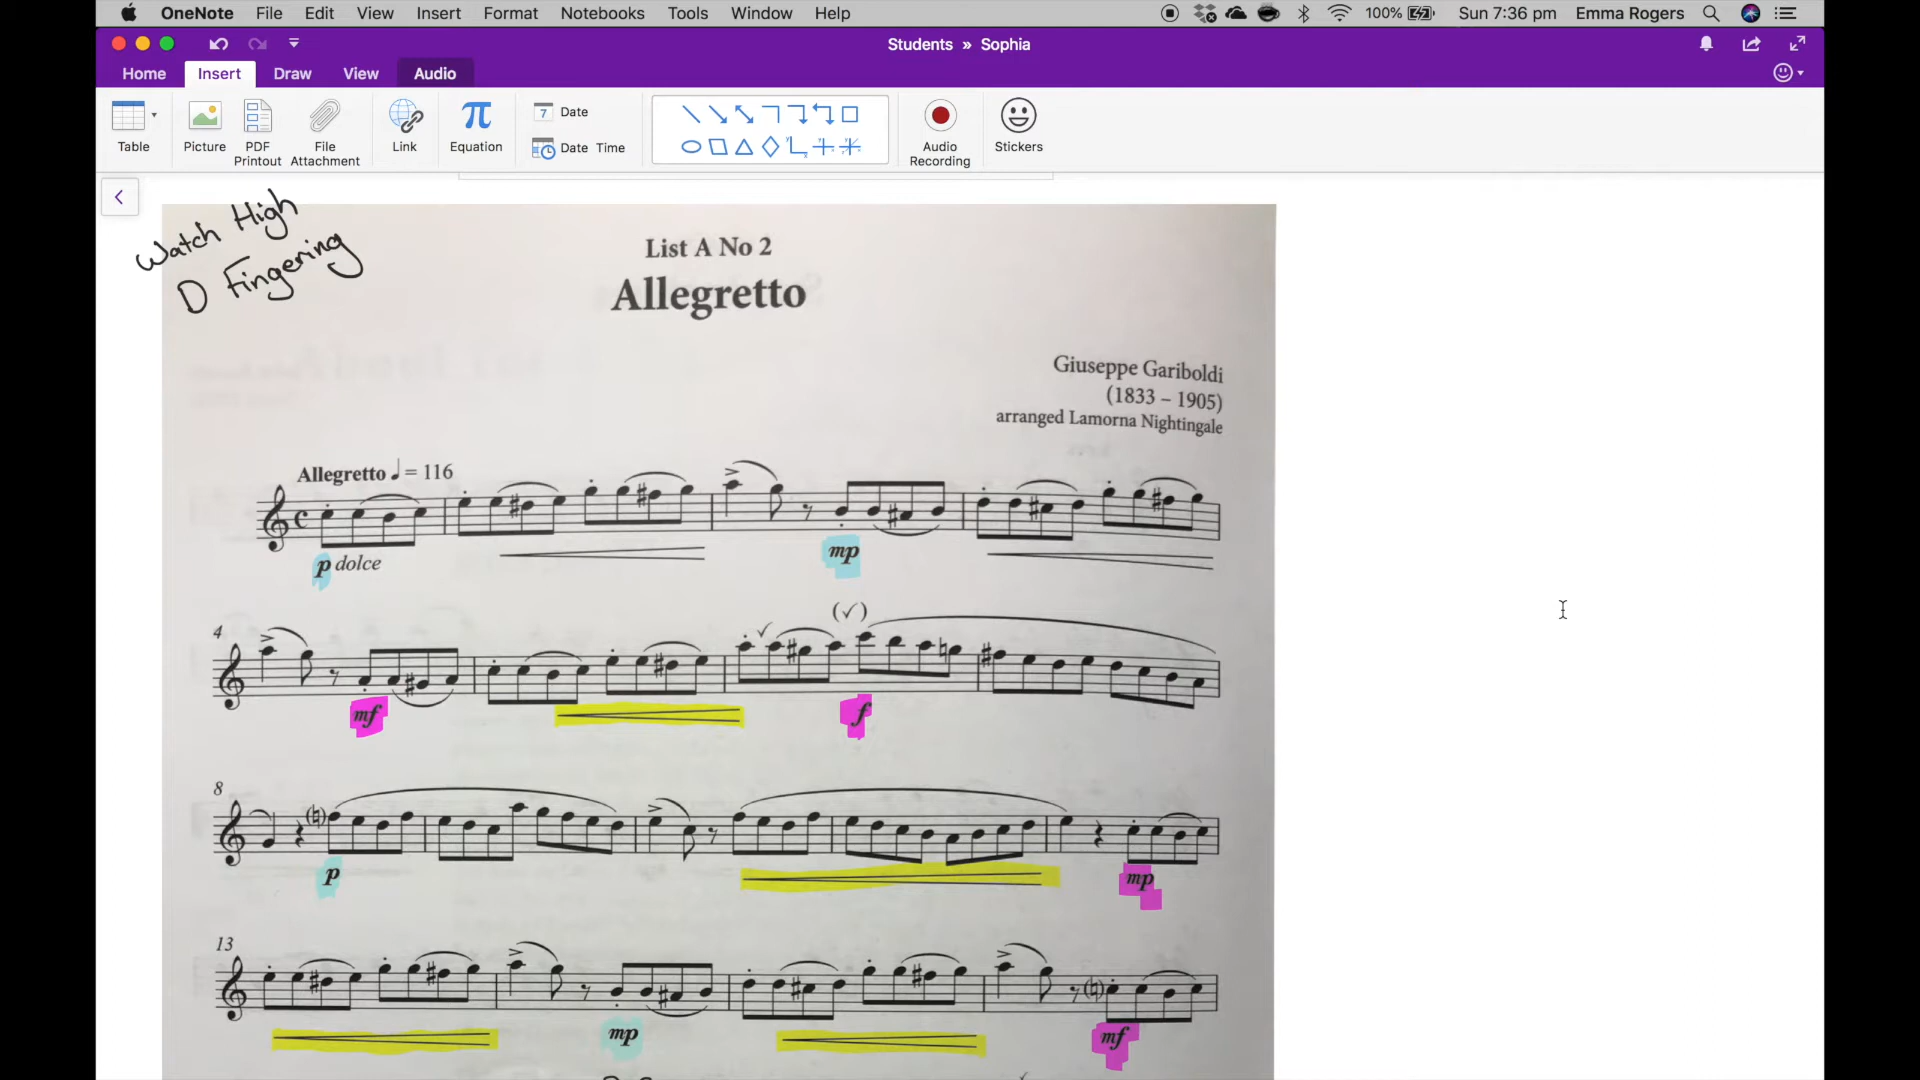 OneNote File Edit View Insert Format Notebooks Tools Window Help 100% Sun 7:36 pm Emma Rogers
Students » Sophia
Home Insert Draw View Audio
Table Picture PDF Printout File Attachment Link Equation 7 Date Date Time Audio Recording Stickers
Watch High
D Fingering
List A No 2
Allegretto
Giuseppe Gariboldi
(1833 – 1905)
arranged Lamorna Nightingale
Allegretto ♩ = 116
p dolce mp
4
mf f
8
p mp
13
mp mf